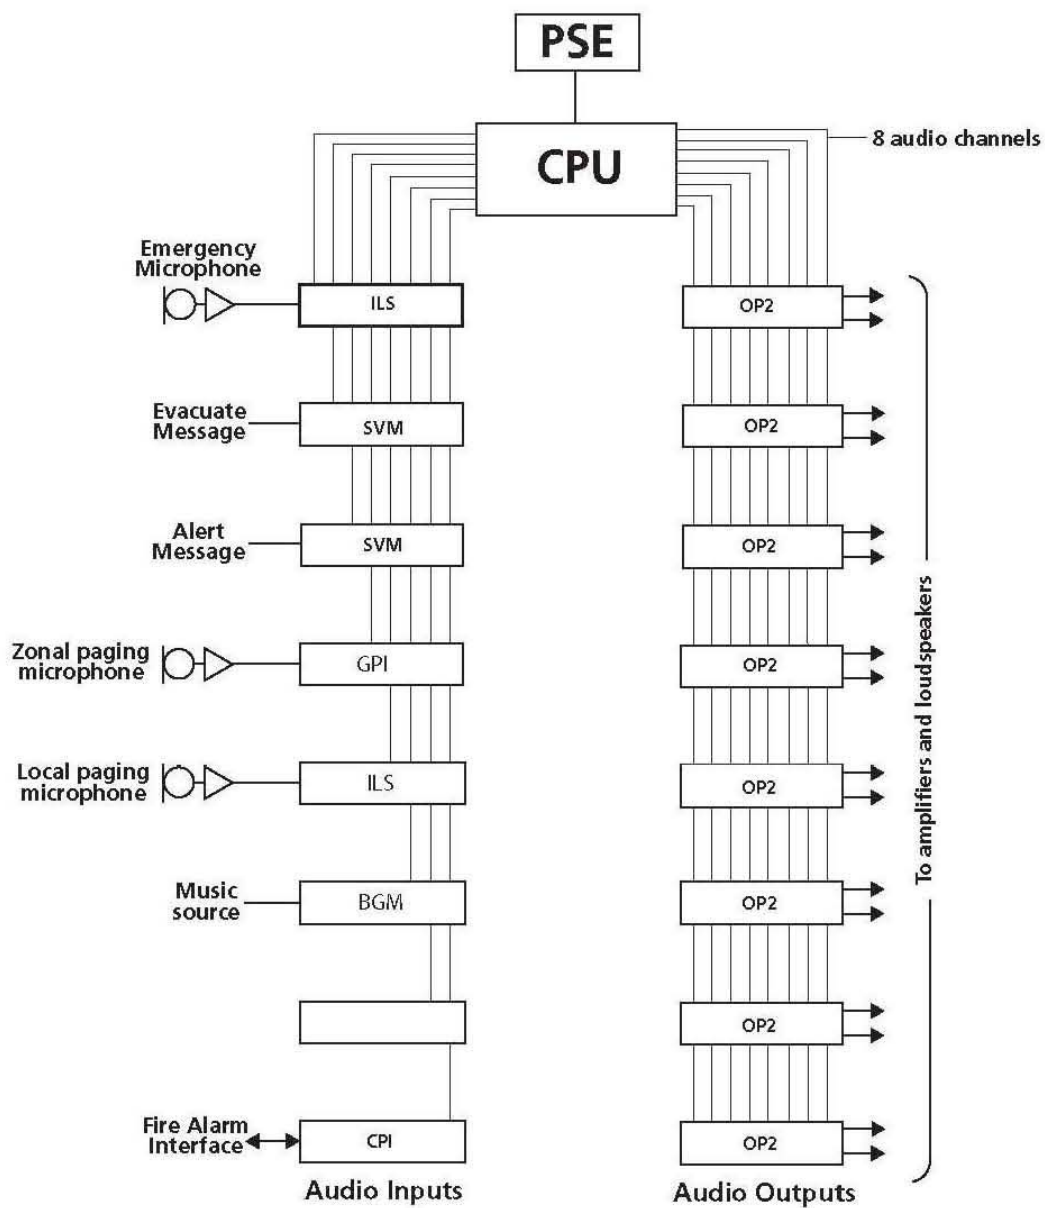 PSE
CPU
8 audio channels
Emergency
Microphone
ILS
OP2
Evacuate
Message
SVM
OP2
Alert
Message
SVM
OP2
Zonal paging
microphone
GPI
OP2
Local paging
microphone
ILS
OP2
Music
source
BGM
OP2
OP2
Fire Alarm
Interface
CPI
OP2
To amplifiers and loudspeakers
Audio Inputs
Audio Outputs